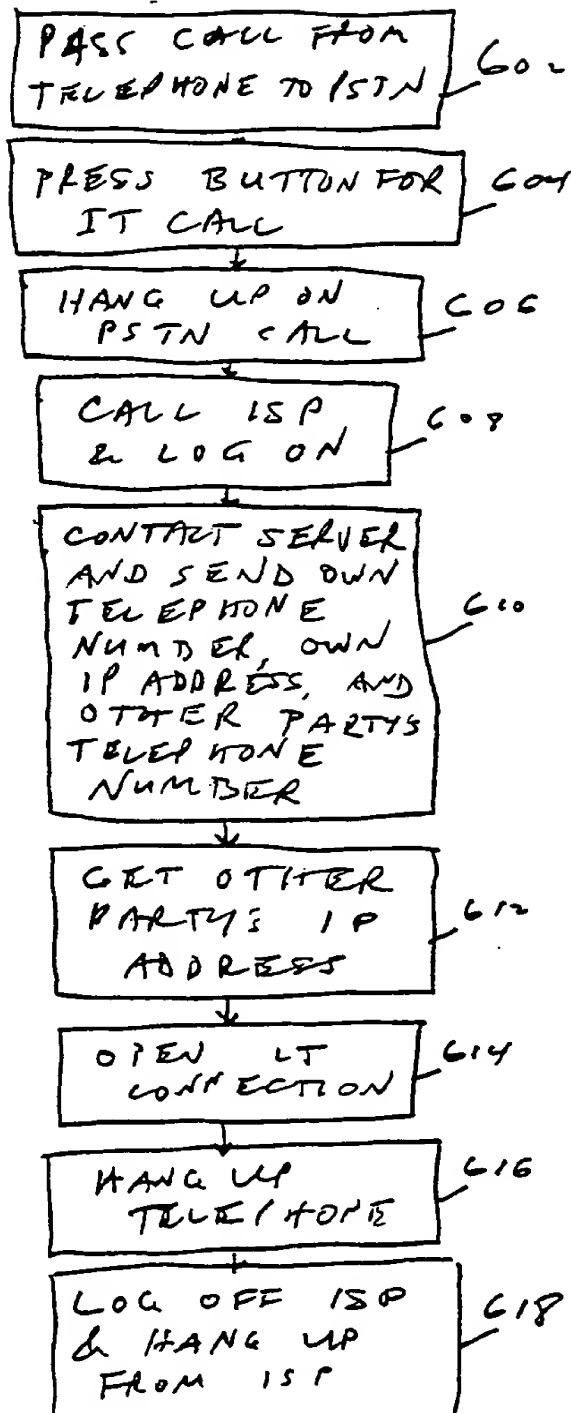 PASS CALL FROM
TELEPHONE TO PSTN
602
PRESS BUTTON FOR
IT CALL
604
HANG UP ON
PSTN CALL
606
CALL ISP
& LOG ON
608
CONTACT SERVER
AND SEND OWN
TELEPHONE
NUMBER, OWN
IP ADDRESS, AND
OTHER PARTY'S
TELEPHONE
NUMBER
610
GET OTHER
PARTY'S IP
ADDRESS
612
OPEN IT
CONNECTION
614
HANG UP
TELEPHONE
616
LOG OFF ISP
& HANG UP
FROM ISP
618